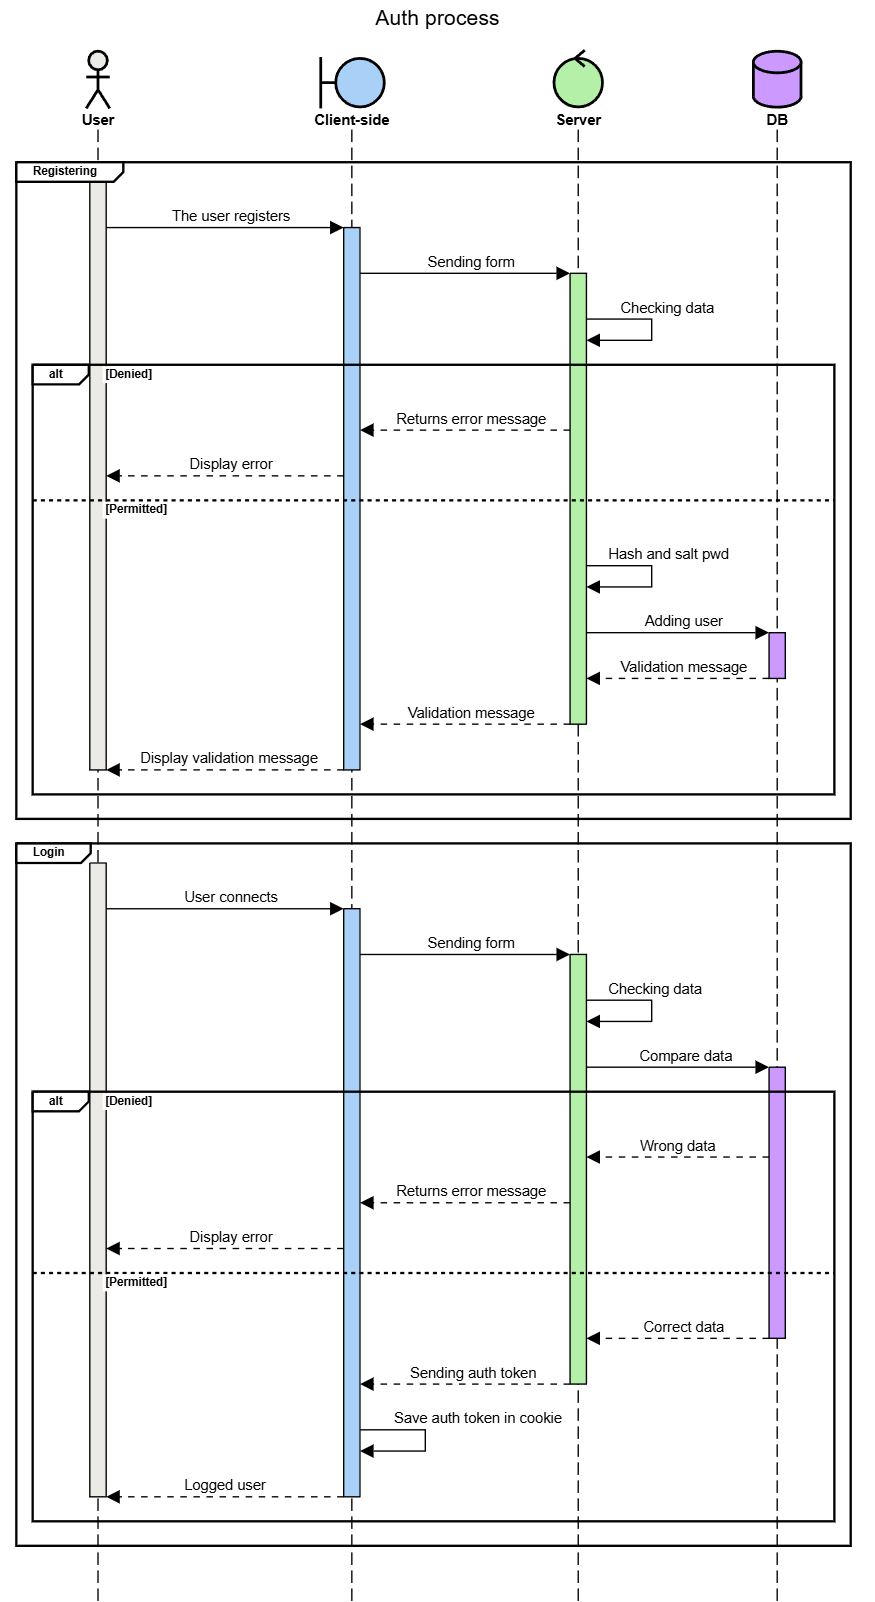 Auth process
User
Client-side
Server
DB
Registering
The user registers
Sending form
Checking data
alt
[Denied]
Returns error message
Display error
[Permitted]
Hash and salt pwd
Adding user
Validation message
Validation message
Display validation message
Login
User connects
Sending form
Checking data
Compare data
alt
[Denied]
Wrong data
Returns error message
Display error
[Permitted]
Correct data
Sending auth token
Save auth token in cookie
Logged user